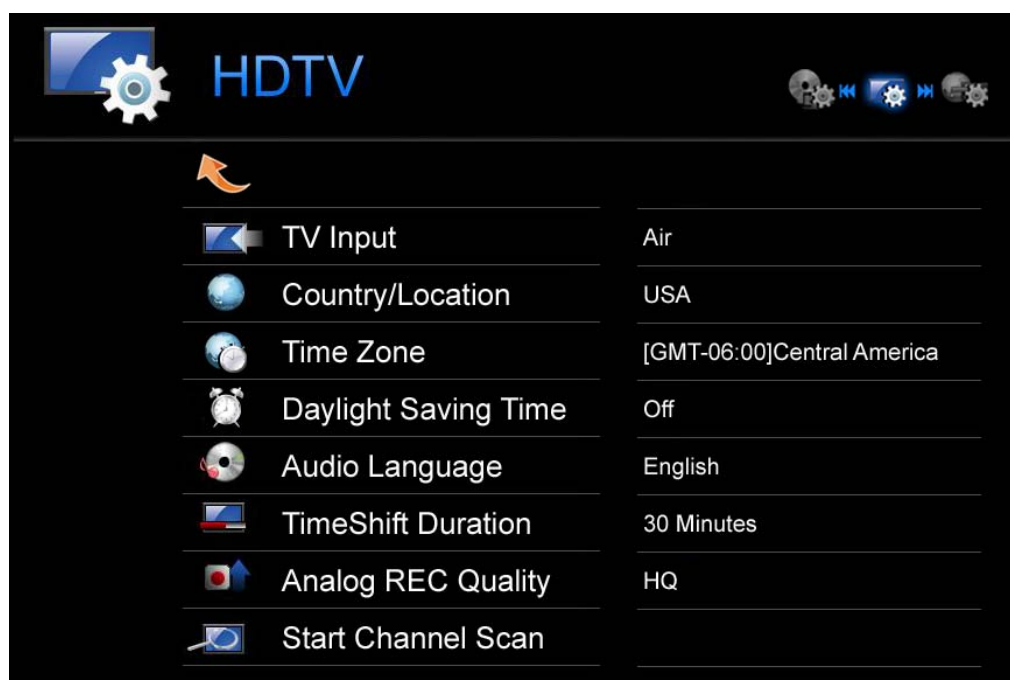 HDTV
TV Input Air
Country/Location USA
Time Zone [GMT-06:00]Central America
Daylight Saving Time Off
Audio Language English
TimeShift Duration 30 Minutes
Analog REC Quality HQ
Start Channel Scan